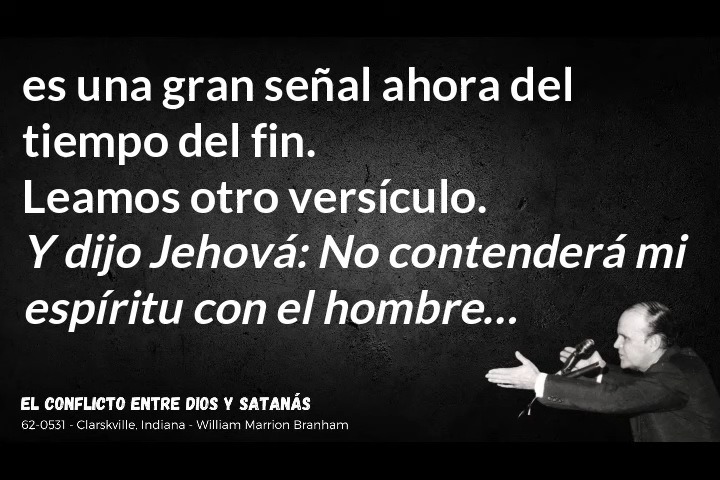 es una gran señal ahora del
tiempo del fin.
Leamos otro versículo.
Y dijo Jehová: No contenderá mi
espíritu con el hombre...
EL CONFLICTO ENTRE DIOS Y SATANÁS
62-0531 - Clarskville, Indiana - William Marrion Branham